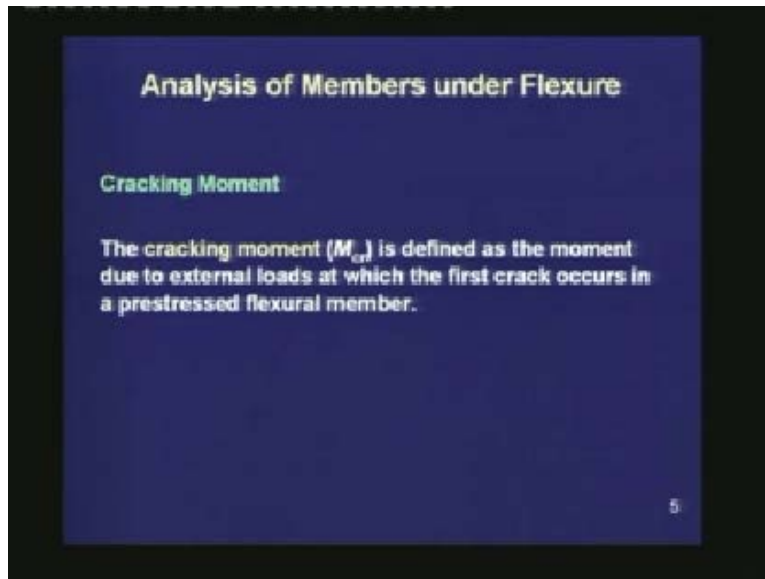 Analysis of Members under Flexure
Cracking Moment
The cracking moment (Mcr) is defined as the moment
due to external loads at which the first crack occurs in
a prestressed flexural member.
5